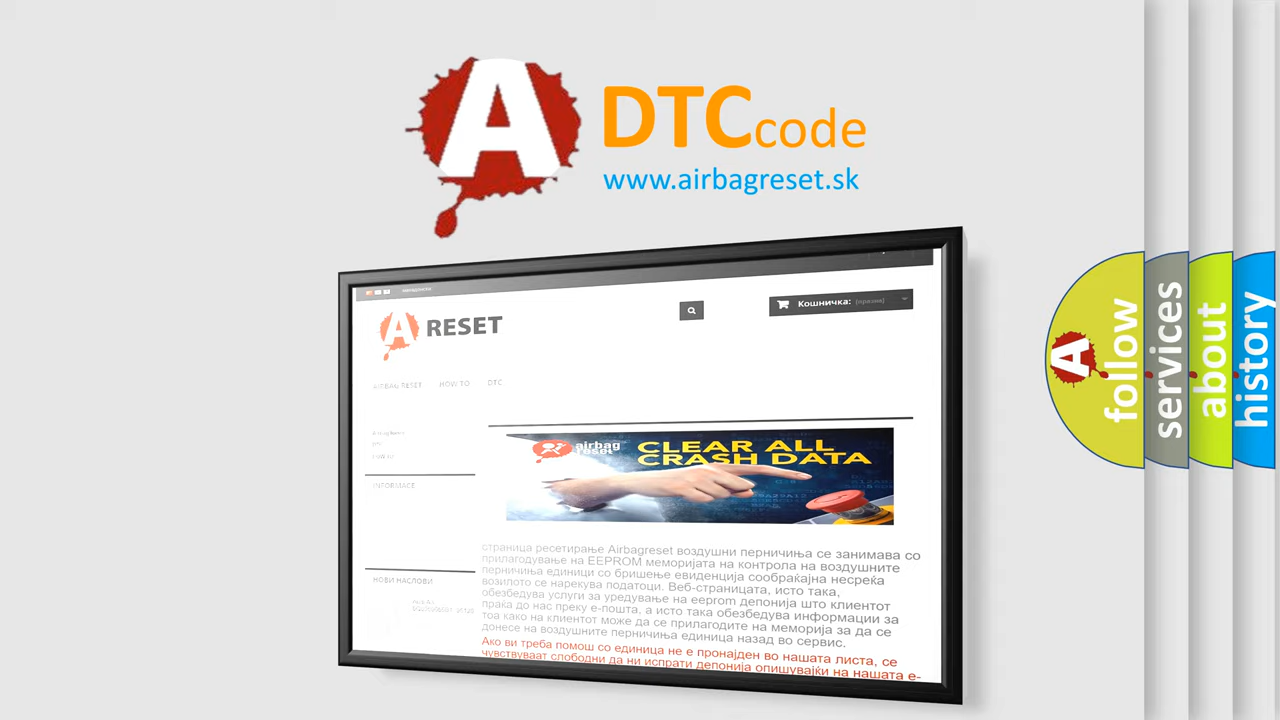 A DTC code
www.airbagreset.sk
A RESET
Кошничка: (празна)
AIRBAG RESET HOW TO DTC
airbag reset
CLEAR ALL
CRASH DATA
INFORMACE
НОВИ НАСЛОВИ
страница ресетирање Airbagreset воздушни перничиња се занимава со
прилагодување на EEPROM меморијата на контрола на воздушните
перничиња единици со бришење евиденција сообраќајна несреќа
возилото се нарекува податоци. Веб-страницата, исто така,
обезбедува услуги за уредување на eeprom депонија што клиентот
праќа до нас преку е-пошта, а исто така обезбедува информации за
тоа како на клиентот може да се прилагодите на меморија за да се
донесе на воздушните перничиња единица назад во сервис.
Ако ви треба помош со единица не е пронајден во нашата листа, се
чувствуваат слободни да ни испрати депонија опишувајќи на нашата е-
A follow
services
about
history